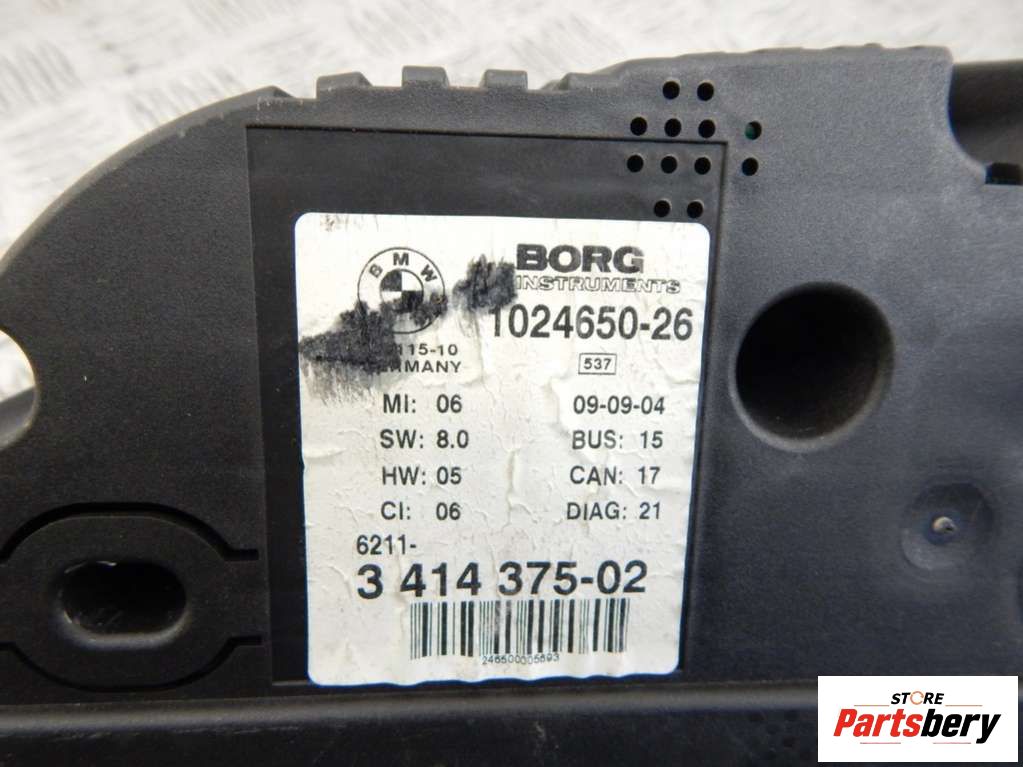 BMW
BORG
INSTRUMENTS
1024650-26
115-10
GERMANY
537
MI: 06
09-09-04
SW: 8.0
BUS: 15
HW: 05
CAN: 17
CI: 06
DIAG: 21
6211-
3 414 375-02
246500005693
STORE
Partsbery